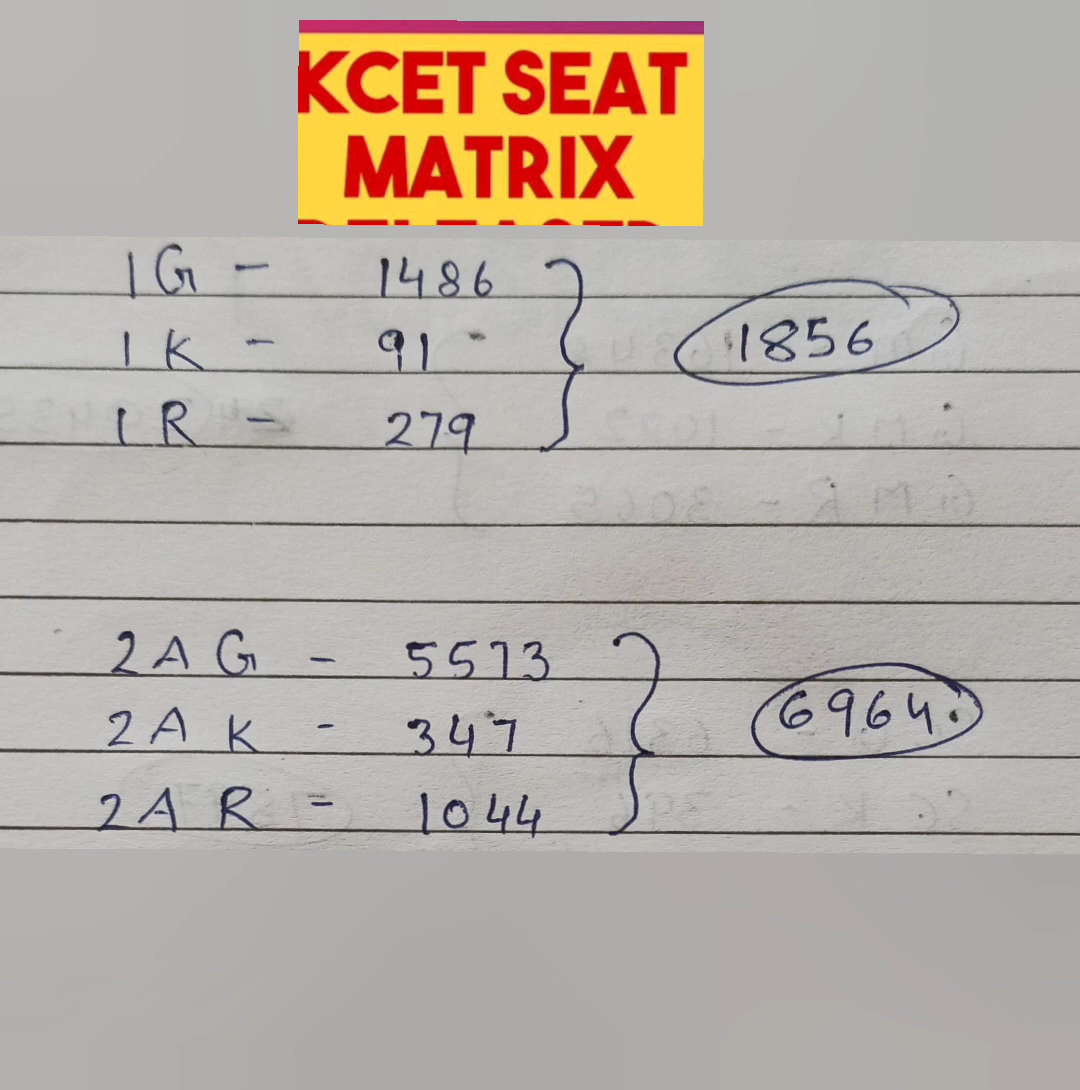 KCET SEAT
MATRIX
1G - 1486
1K - 91
1R - 279
1856
2AG - 5573
2AK - 347
2AR - 1044
6964